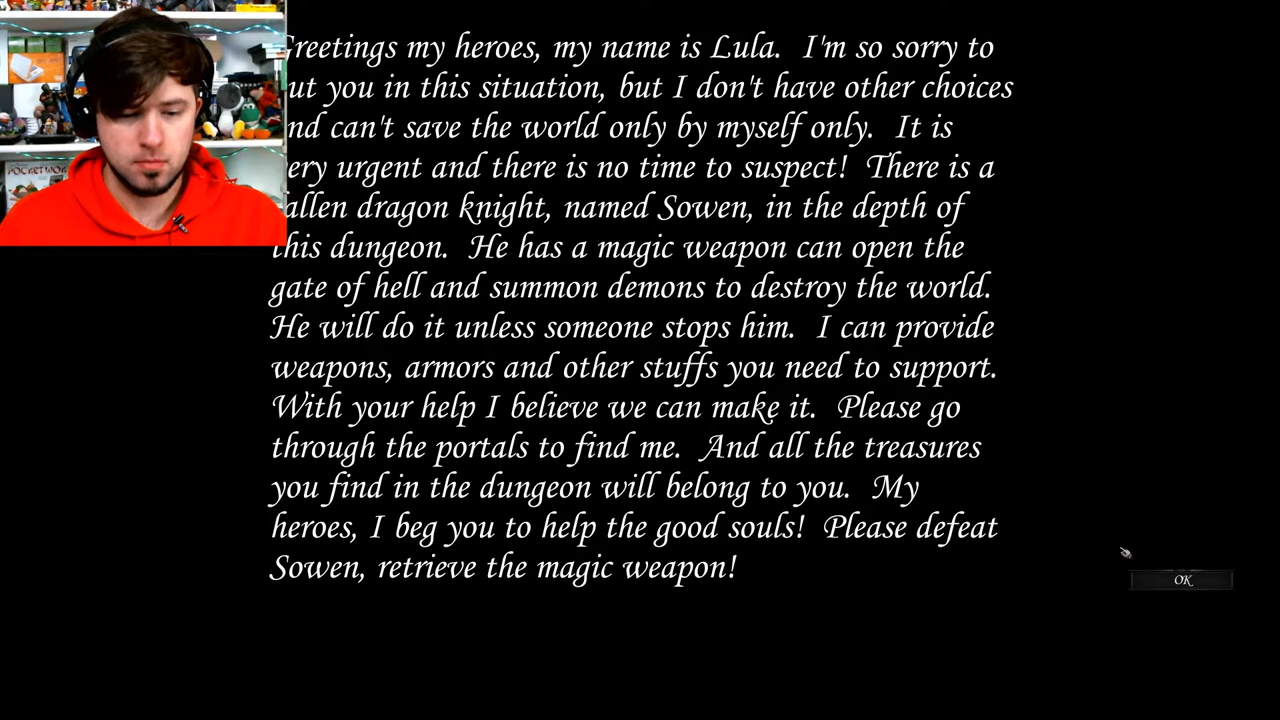 reetings my heroes, my name is Lula. I'm so sorry to
ut you in this situation, but I don't have other choices
nd can't save the world only by myself only. It is
ery urgent and there is no time to suspect! There is a
allen dragon knight, named Sowen, in the depth of
this dungeon. He has a magic weapon can open the
gate of hell and summon demons to destroy the world.
He will do it unless someone stops him. I can provide
weapons, armors and other stuffs you need to support.
With your help I believe we can make it. Please go
through the portals to find me. And all the treasures
you find in the dungeon will belong to you. My
heroes, I beg you to help the good souls! Please defeat
Sowen, retrieve the magic weapon!
OK